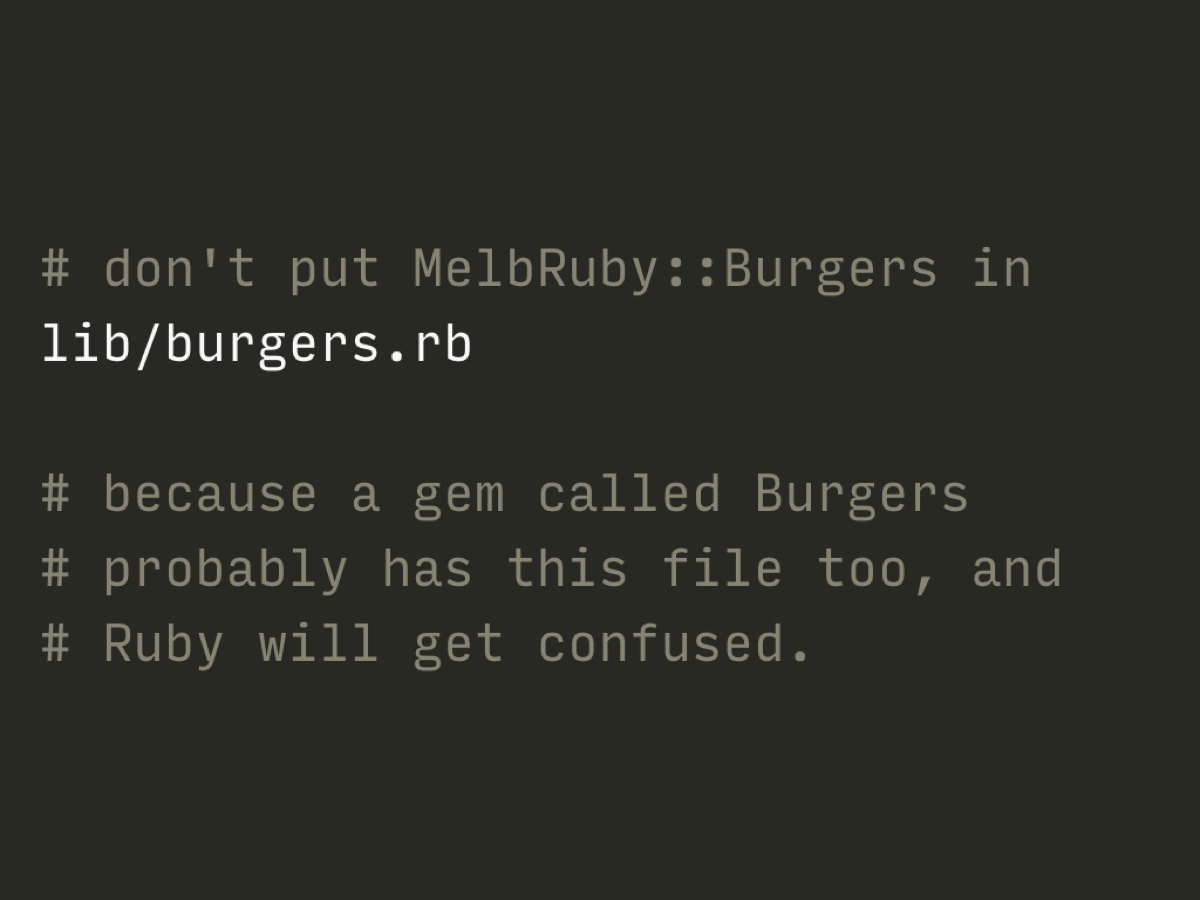 # don't put MelbRuby::Burgers in
lib/burgers.rb
# because a gem called Burgers
# probably has this file too, and
# Ruby will get confused.